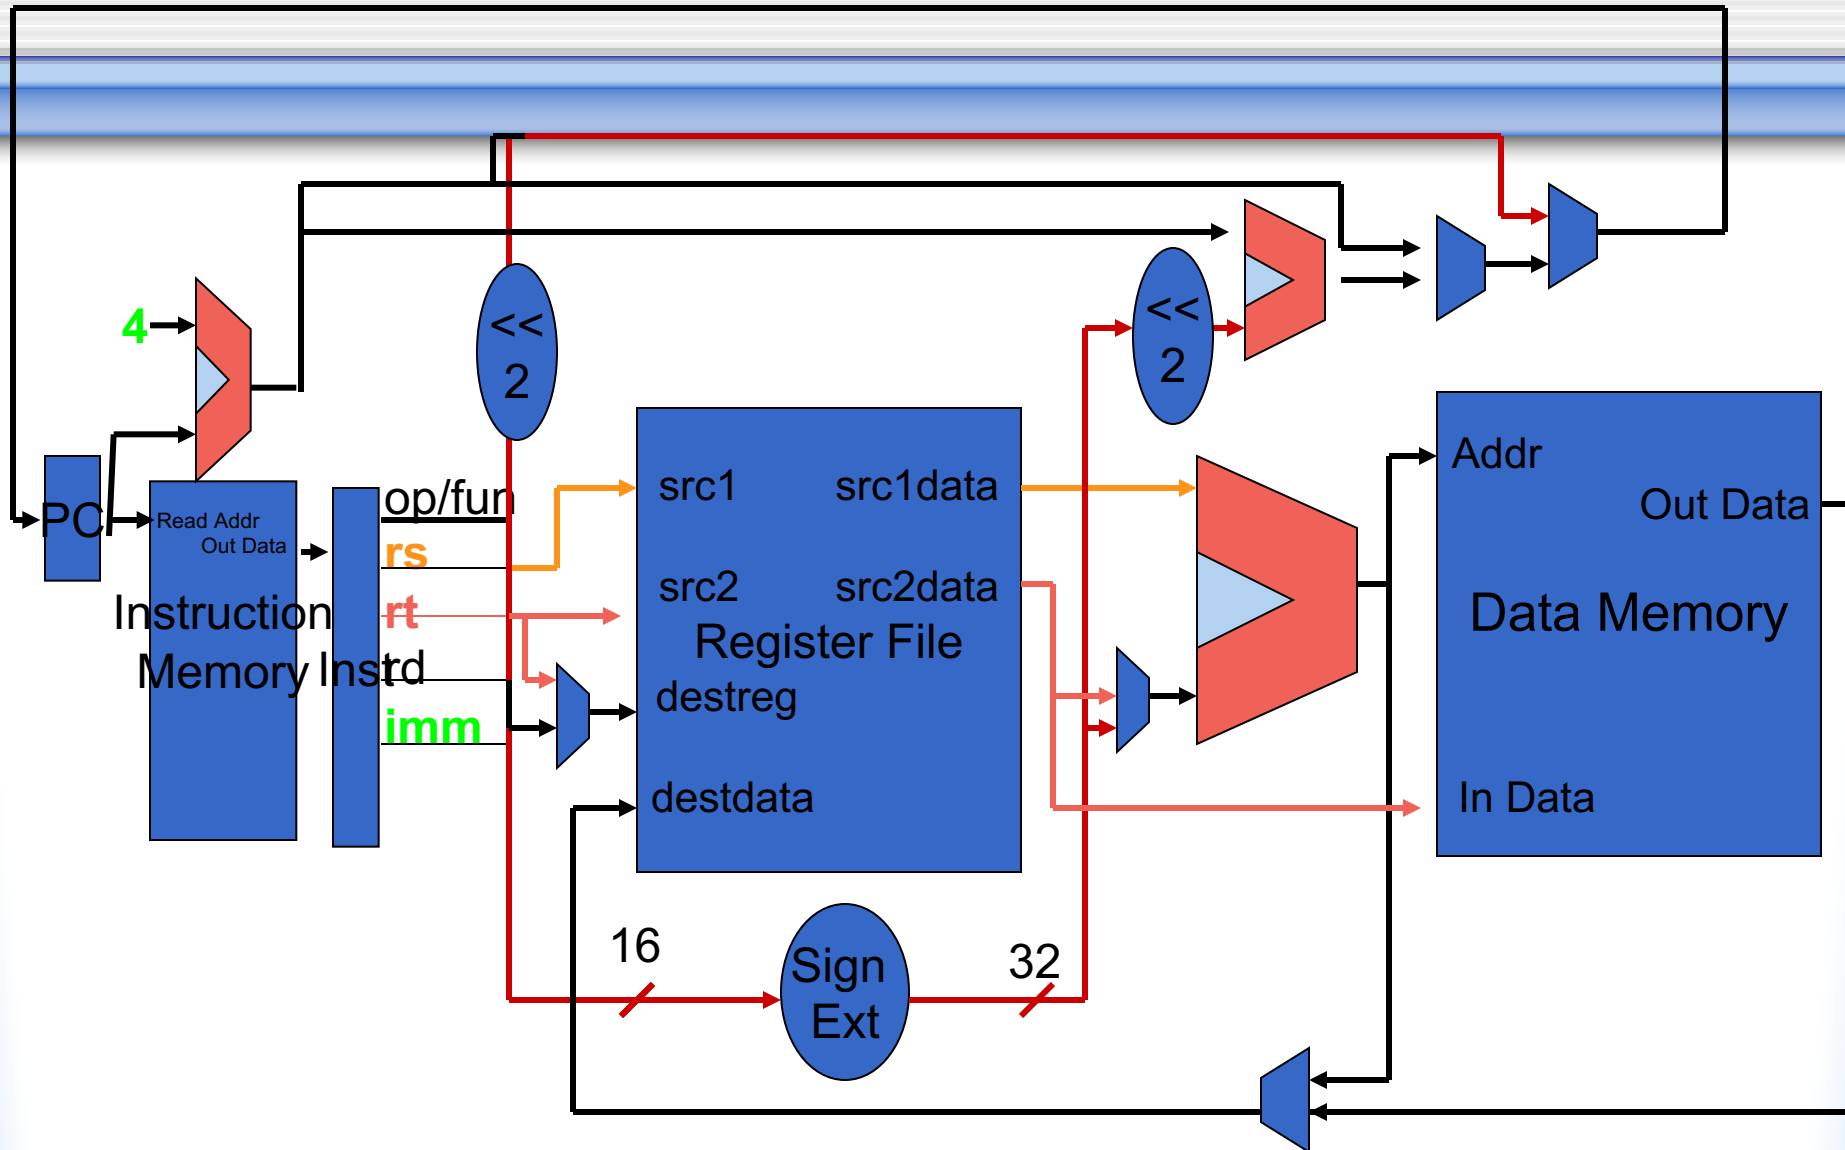 4
<<
2
<<
2
PC
Read Addr
Out Data
Instruction
Memory
Inst
op/fun
rs
rt
rd
imm
src1
src1data
src2
src2data
Register File
destreg
destdata
Addr
Out Data
Data Memory
In Data
16
Sign
Ext
32